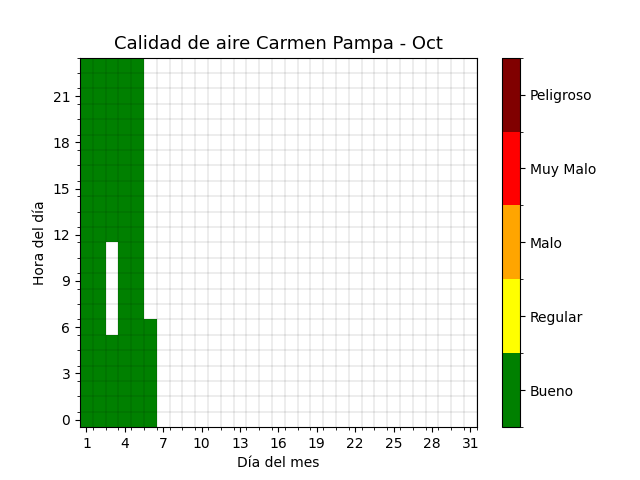 Calidad de aire Carmen Pampa - Oct
Hora del día
21
18
15
12
9
6
3
0
1 4 7 10 13 16 19 22 25 28 31
Día del mes
Peligroso
Muy Malo
Malo
Regular
Bueno